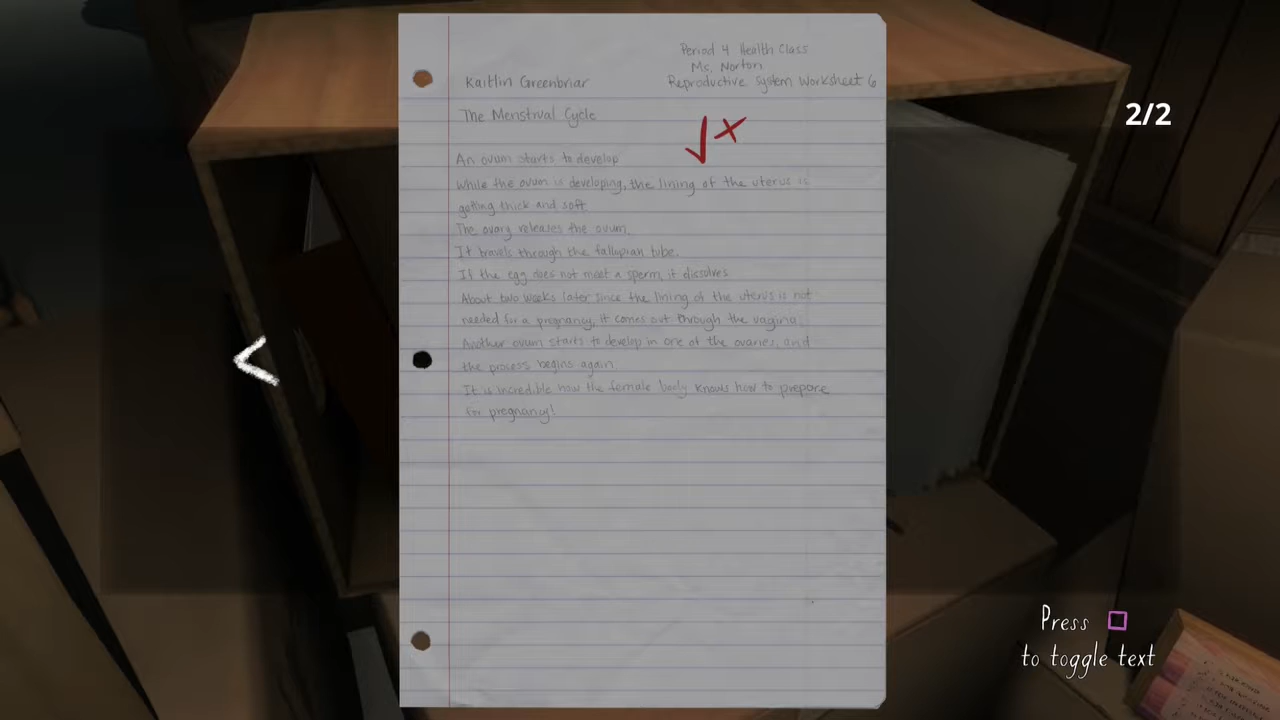 Period 4 Health Class
Ms. Norton
Kaitlin Greenbriar
Reproductive System Worksheet 6
The Menstrual Cycle
An ovum starts to develop
While the ovum is developing, the lining of the uterus is
getting thick and soft
The ovary releases the ovum.
It travels through the fallupian tube.
If the egg does not meet a sperm, it dissolves
About two weeks later since the lining of the uterus is not
needed for a pregnancy, it comes out through the vagina.
Another ovum starts to develop in one of the ovaries, and
the process begins again.
It is incredible how the female body knows how to prepare
for pregnancy!
2/2
Press
to toggle text